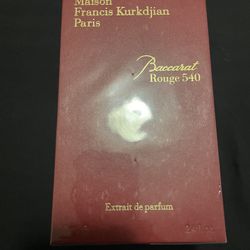 Maison
Francis Kurkdjian
Paris
Baccarat
Rouge 540
Extrait de parfum